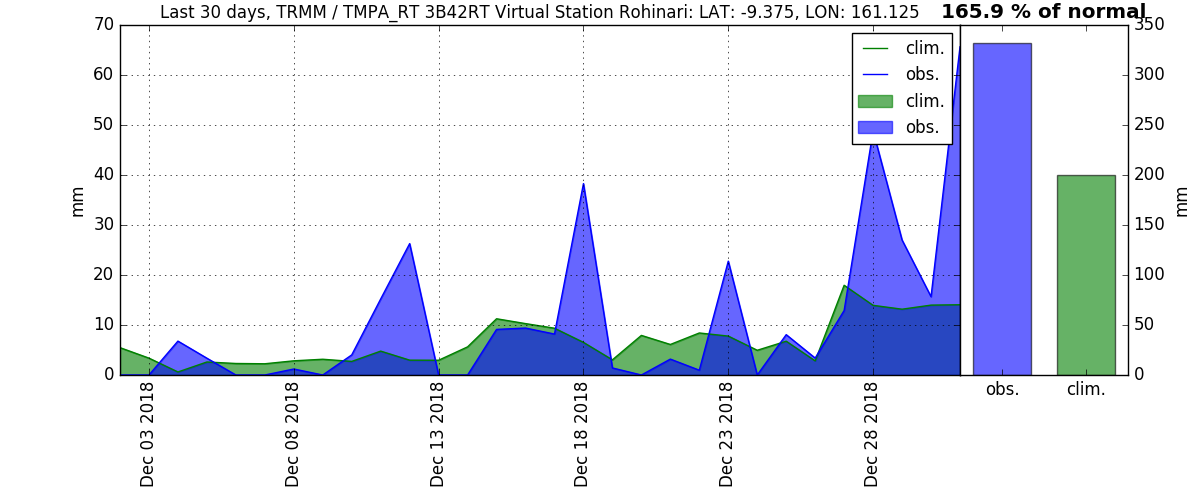 Last 30 days, TRMM / TMPA_RT 3B42RT Virtual Station Rohinari: LAT: -9.375, LON: 161.125
165.9 % of normal
70
60
50
40
30
20
10
0
mm
clim.
obs.
clim.
obs.
Dec 03 2018
Dec 08 2018
Dec 13 2018
Dec 18 2018
Dec 23 2018
Dec 28 2018
350
300
250
200
150
100
50
0
mm
obs.
clim.